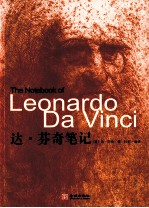 The Notebook of
Leonardo
Da Vinci
达·芬奇笔记